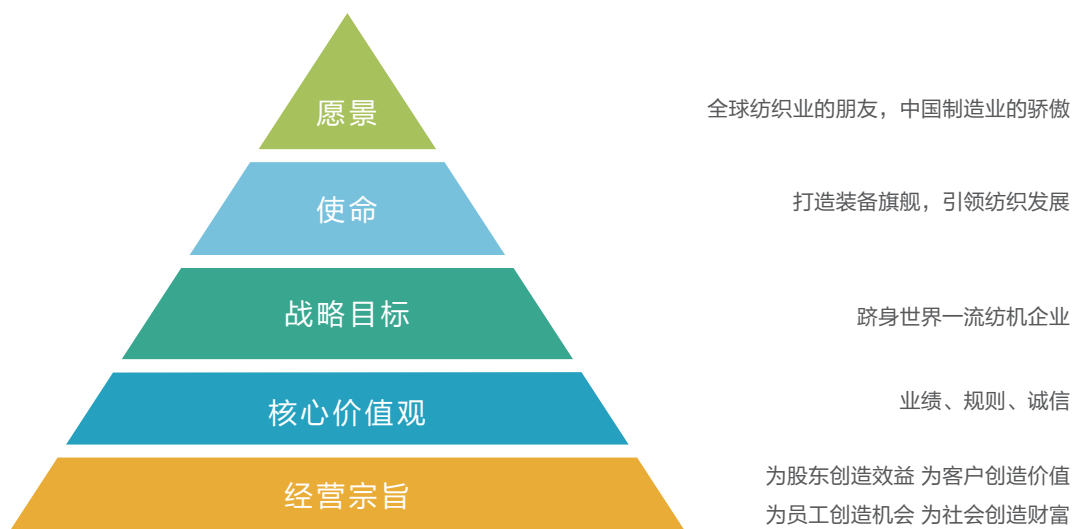 愿景
全球纺织业的朋友，中国制造业的骄傲
使命
打造装备旗舰，引领纺织发展
战略目标
跻身世界一流纺机企业
核心价值观
业绩、规则、诚信
经营宗旨
为股东创造效益 为客户创造价值
为员工创造机会 为社会创造财富